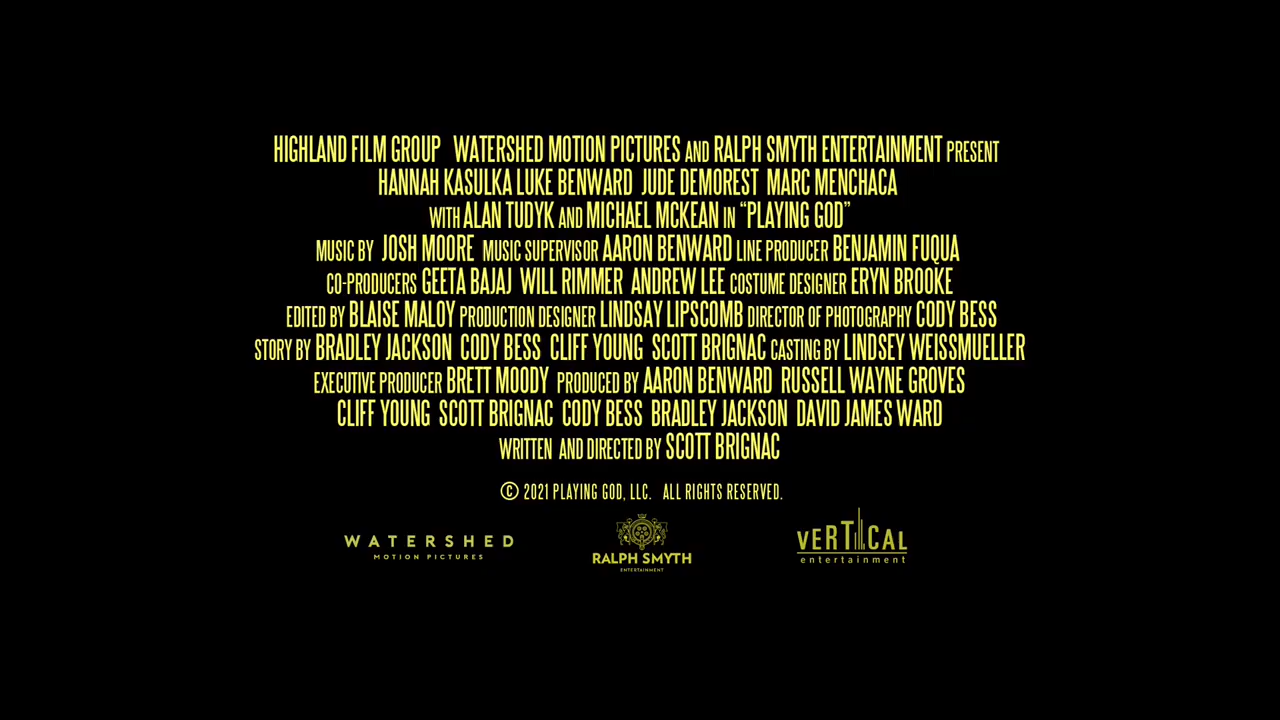 HIGHLAND FILM GROUP WATERSHED MOTION PICTURES AND RALPH SMYTH ENTERTAINMENT PRESENT
HANNAH KASULKA LUKE BENWARD JUDE DEMOREST MARC MENCHACA
WITH ALAN TUDYK AND MICHAEL MCKEAN IN “PLAYING GOD”
MUSIC BY JOSH MOORE MUSIC SUPERVISOR AARON BENWARD LINE PRODUCER BENJAMIN FUQUA
CO-PRODUCERS GEETA BAJAJ WILL RIMMER ANDREW LEE COSTUME DESIGNER ERYN BROOKE
EDITED BY BLAISE MALOY PRODUCTION DESIGNER LINDSAY LIPSCOMB DIRECTOR OF PHOTOGRAPHY CODY BESS
STORY BY BRADLEY JACKSON CODY BESS CLIFF YOUNG SCOTT BRIGNAC CASTING BY LINDSEY WEISSMUELLER
EXECUTIVE PRODUCER BRETT MOODY PRODUCED BY AARON BENWARD RUSSELL WAYNE GROVES
CLIFF YOUNG SCOTT BRIGNAC CODY BESS BRADLEY JACKSON DAVID JAMES WARD
WRITTEN AND DIRECTED BY SCOTT BRIGNAC
© 2021 PLAYING GOD, LLC. ALL RIGHTS RESERVED.
WATERSHED
MOTION PICTURES
RALPH SMYTH
ENTERTAINMENT
VERTICAL
entertainment